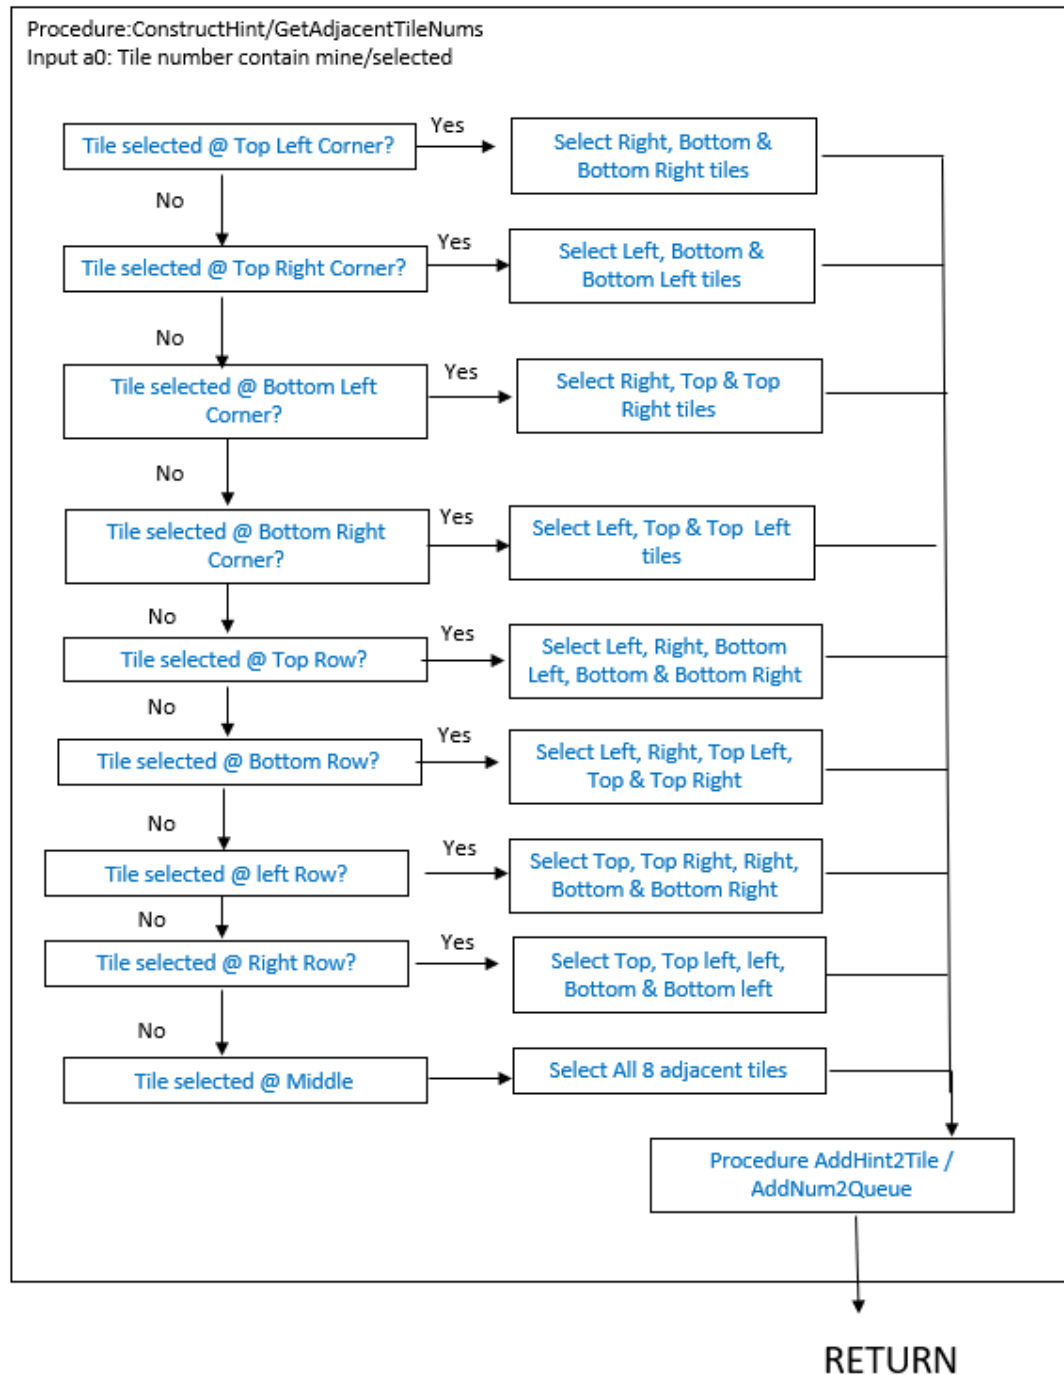 Procedure:ConstructHint/GetAdjacentTileNums
Input a0: Tile number contain mine/selected
Tile selected @ Top Left Corner?
Yes
Select Right, Bottom &
Bottom Right tiles
No
Tile selected @ Top Right Corner?
Yes
Select Left, Bottom &
Bottom Left tiles
No
Tile selected @ Bottom Left
Corner?
Yes
Select Right, Top & Top
Right tiles
No
Tile selected @ Bottom Right
Corner?
Yes
Select Left, Top & Top  Left
tiles
No
Tile selected @ Top Row?
Yes
Select Left, Right, Bottom
Left, Bottom & Bottom Right
No
Tile selected @ Bottom Row?
Yes
Select Left, Right, Top Left,
Top & Top Right
No
Tile selected @ left Row?
Yes
Select Top, Top Right, Right,
Bottom & Bottom Right
No
Tile selected @ Right Row?
Yes
Select Top, Top left, left,
Bottom & Bottom left
No
Tile selected @ Middle
Select All 8 adjacent tiles
Procedure AddHint2Tile /
AddNum2Queue
RETURN